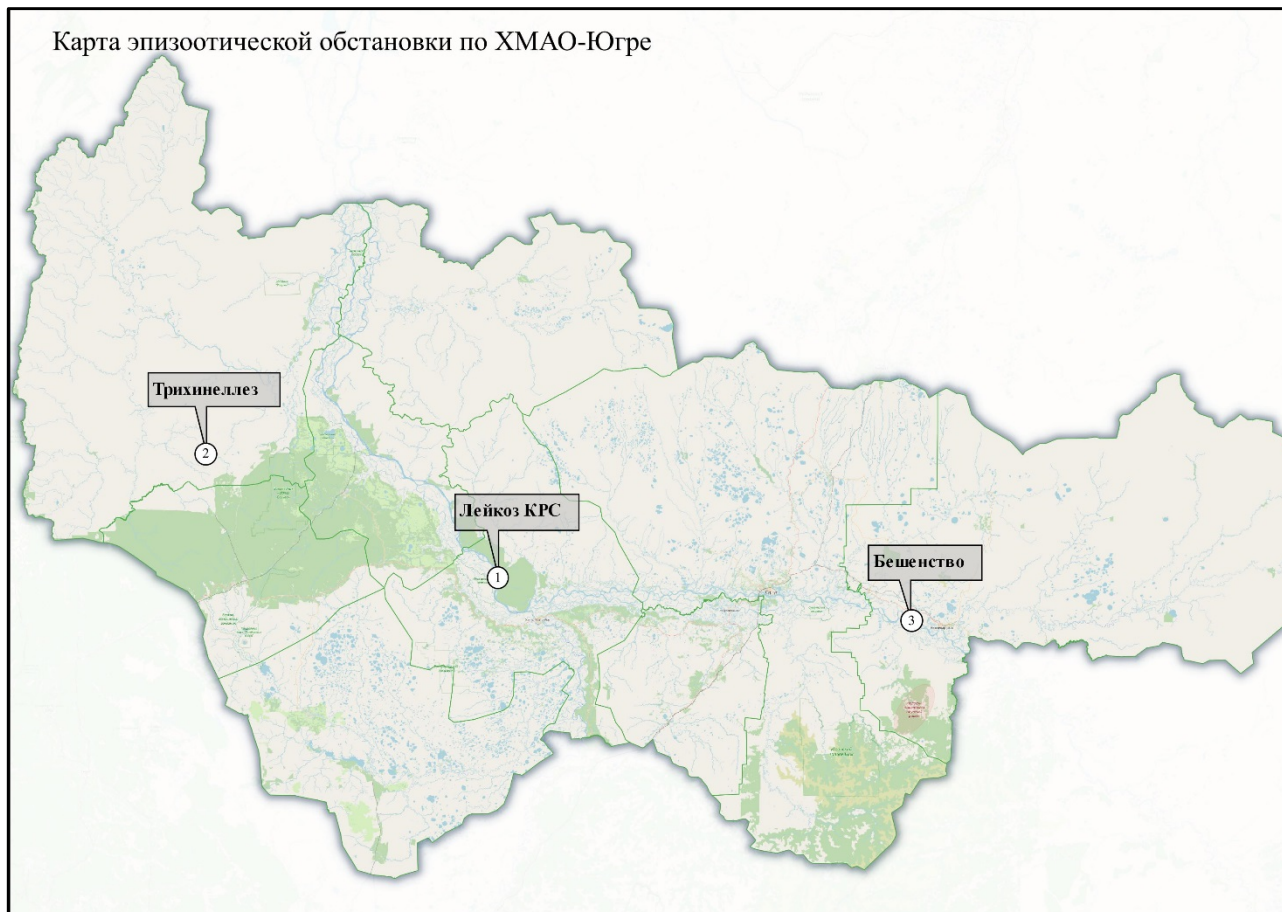 Карта эпизоотической обстановки по ХМАО-Югре
Трихинеллез
2
Лейкоз КРС
1
Бешенство
3